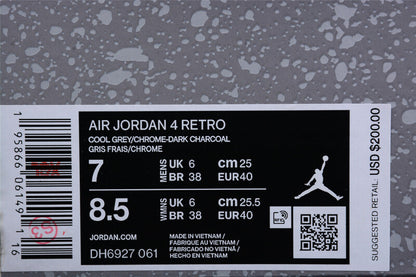 AIR JORDAN 4 RETRO
COOL GREY/CHROME-DARK CHARCOAL
GRIS FRAIS/CHROME
7 MENS UK 6 cm 25
BR 38 EUR 40
8.5 WMNS UK 6 cm 25.5
BR 38 EUR 40
JORDAN.COM
MADE IN VIETNAM /
FABRIQUE AU VIETNAM /
FABRICADO NO VIETNÃ /
HECHO EN VIETNAM
DH6927 061
1 95866 06149 1 16
SUGGESTED RETAIL: USD $200.00